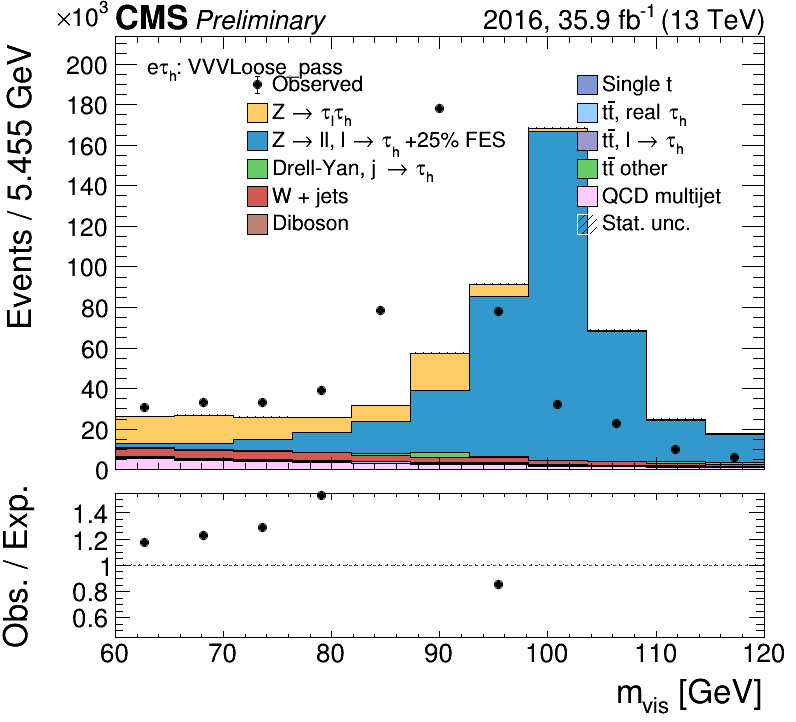 ×10³ CMS Preliminary 2016, 35.9 fb⁻¹ (13 TeV)
Events / 5.455 GeV
200
180
160
140
120
100
80
60
40
20
0
eτₕ: VVVLoose_pass
Observed
Z → τₗτₕ
Z → ll, l → τₕ +25% FES
Drell-Yan, j → τₕ
W + jets
Diboson
Single t
tt̄, real τₕ
tt̄, l → τₕ
tt̄ other
QCD multijet
Stat. unc.
Obs. / Exp.
1.4
1.2
1
0.8
0.6
60 70 80 90 100 110 120
m_vis [GeV]